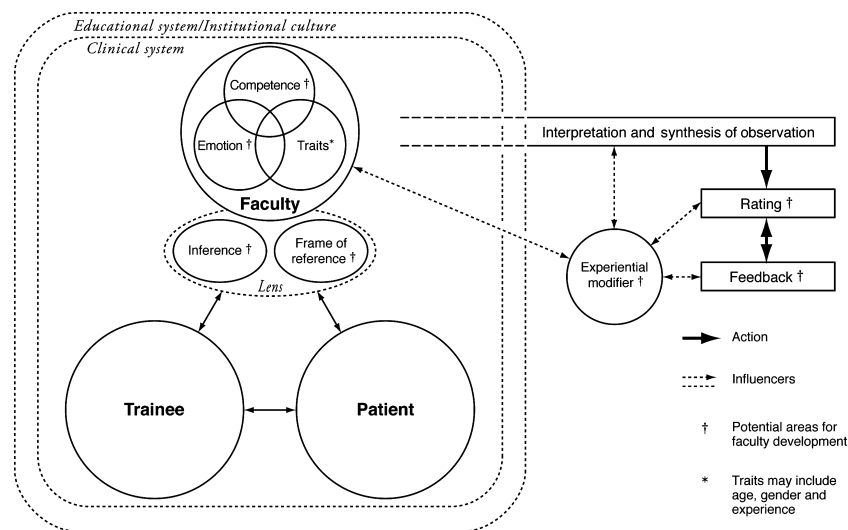 Educational system/Institutional culture
Clinical system
Competence †
Emotion †
Traits*
Faculty
Inference †
Frame of
reference †
Lens
Trainee
Patient
Interpretation and synthesis of observation
Rating †
Experiential
modifier †
Feedback †
Action
Influencers
† Potential areas for
faculty development
* Traits may include
age, gender and
experience